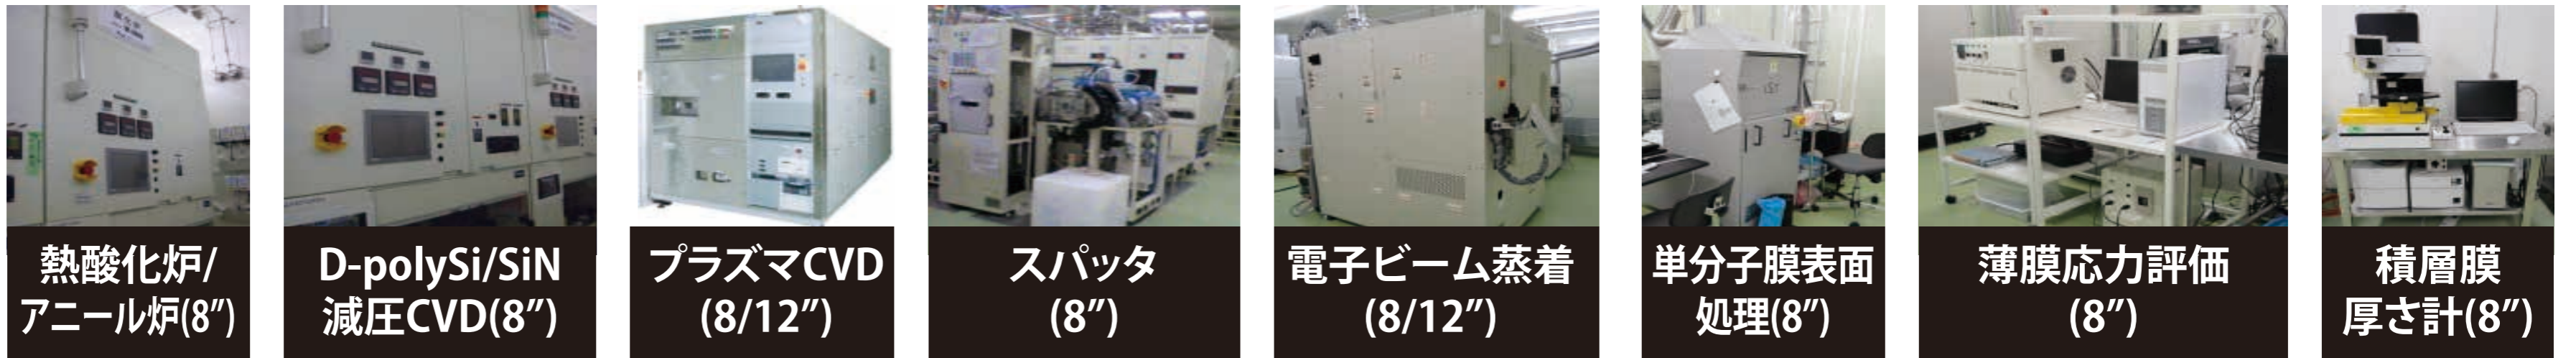 熱酸化炉/
アニール炉(8″)
D-polySi/SiN
減圧CVD(8″)
プラズマCVD
(8/12″)
スパッタ
(8″)
電子ビーム蒸着
(8/12″)
単分子膜表面
処理(8″)
薄膜応力評価
(8″)
積層膜
厚さ計(8″)